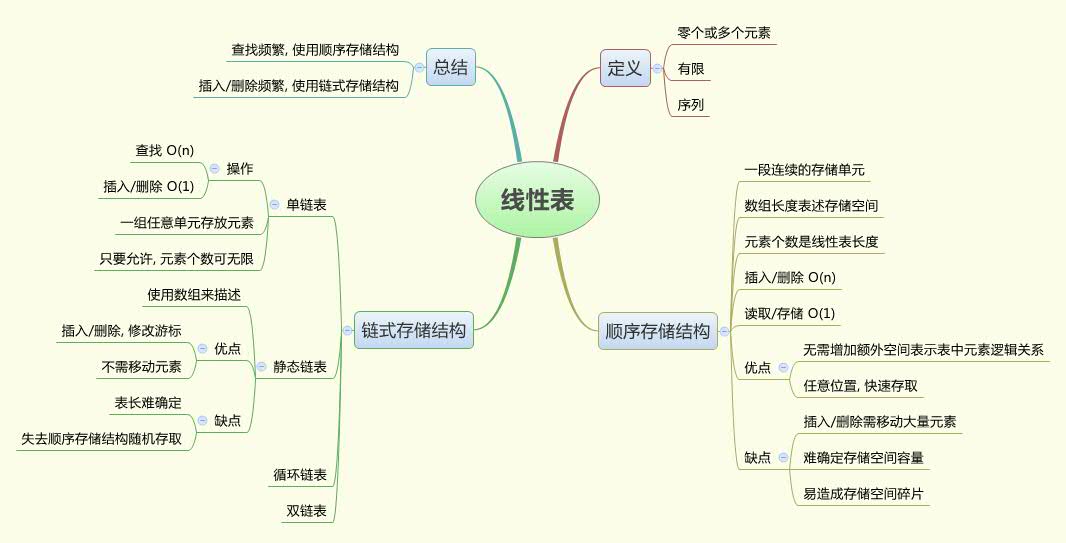 线性表
定义
零个或多个元素
有限
序列
顺序存储结构
一段连续的存储单元
数组长度表述存储空间
元素个数是线性表长度
插入/删除 O(n)
读取/存储 O(1)
优点
无需增加额外空间表示表中元素逻辑关系
任意位置, 快速存取
缺点
插入/删除需移动大量元素
难确定存储空间容量
易造成存储空间碎片
链式存储结构
单链表
操作
查找 O(n)
插入/删除 O(1)
一组任意单元存放元素
只要允许, 元素个数可无限
静态链表
使用数组来描述
优点
插入/删除, 修改游标
不需移动元素
缺点
表长难确定
失去顺序存储结构随机存取
循环链表
双链表
总结
查找频繁, 使用顺序存储结构
插入/删除频繁, 使用链式存储结构